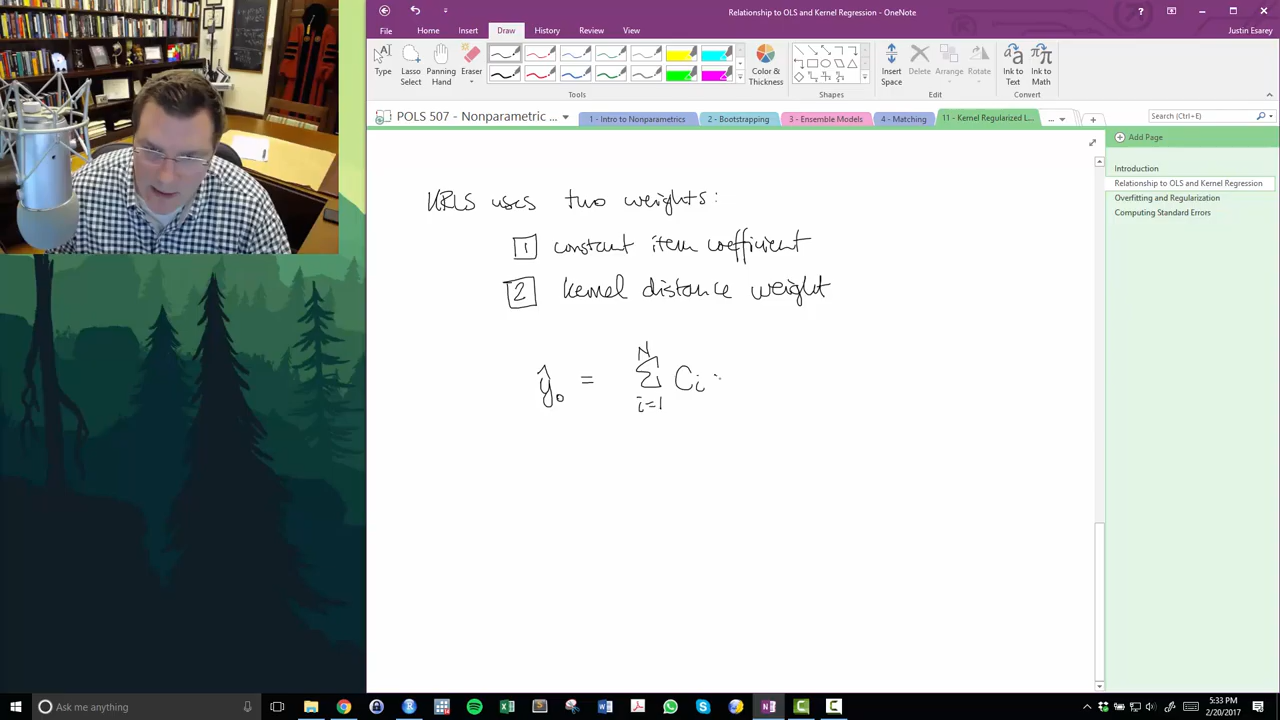 Relationship to OLS and Kernel Regression - OneNote
Justin Esarey
File Home Insert Draw History Review View
Type
Lasso Select
Panning Hand
Eraser
Color & Thickness
Insert Space
Delete
Arrange
Rotate
Ink to Text
Ink to Math
Tools
Shapes
Edit
Convert
POLS 507 - Nonparametric ...
1 - Intro to Nonparametrics
2 - Bootstrapping
3 - Ensemble Models
4 - Matching
11 - Kernel Regularized L...
...
Search (Ctrl+E)
Add Page
Introduction
Relationship to OLS and Kernel Regression
Overfitting and Regularization
Computing Standard Errors
KRLS uses two weights:
1 constant item coefficient
2 kernel distance weight
N
ŷ₀ = Σ Cᵢ ·
i=1
Ask me anything
5:33 PM
2/20/2017